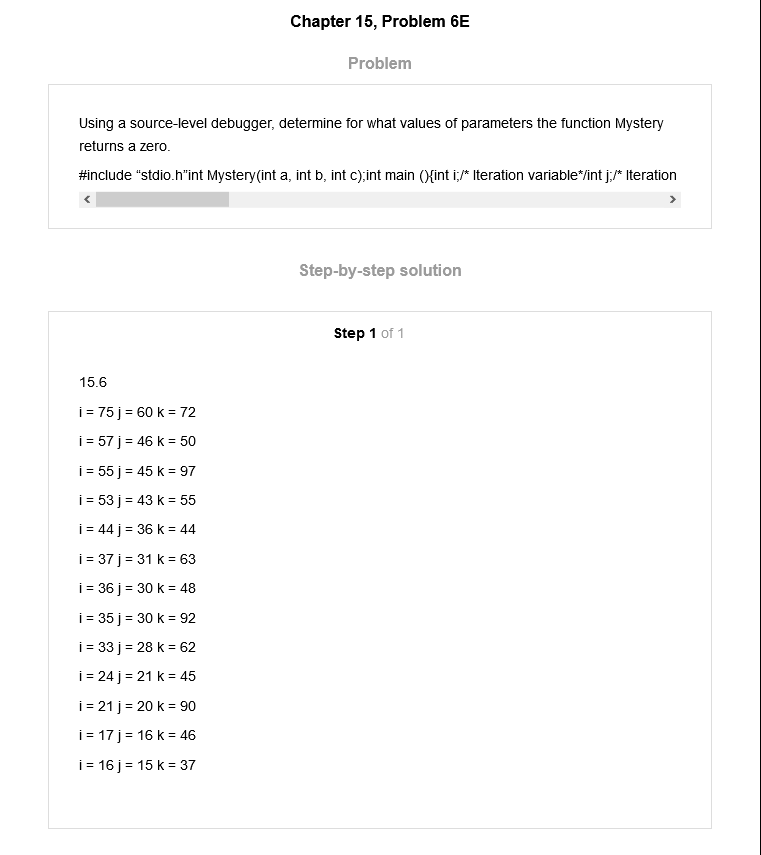 Chapter 15, Problem 6E
Problem
Using a source-level debugger, determine for what values of parameters the function Mystery
returns a zero.
#include “stdio.h”int Mystery(int a, int b, int c);int main (){int i;/* Iteration variable*/int j;/* Iteration
Step-by-step solution
Step 1 of 1
15.6
i = 75 j = 60 k = 72
i = 57 j = 46 k = 50
i = 55 j = 45 k = 97
i = 53 j = 43 k = 55
i = 44 j = 36 k = 44
i = 37 j = 31 k = 63
i = 36 j = 30 k = 48
i = 35 j = 30 k = 92
i = 33 j = 28 k = 62
i = 24 j = 21 k = 45
i = 21 j = 20 k = 90
i = 17 j = 16 k = 46
i = 16 j = 15 k = 37